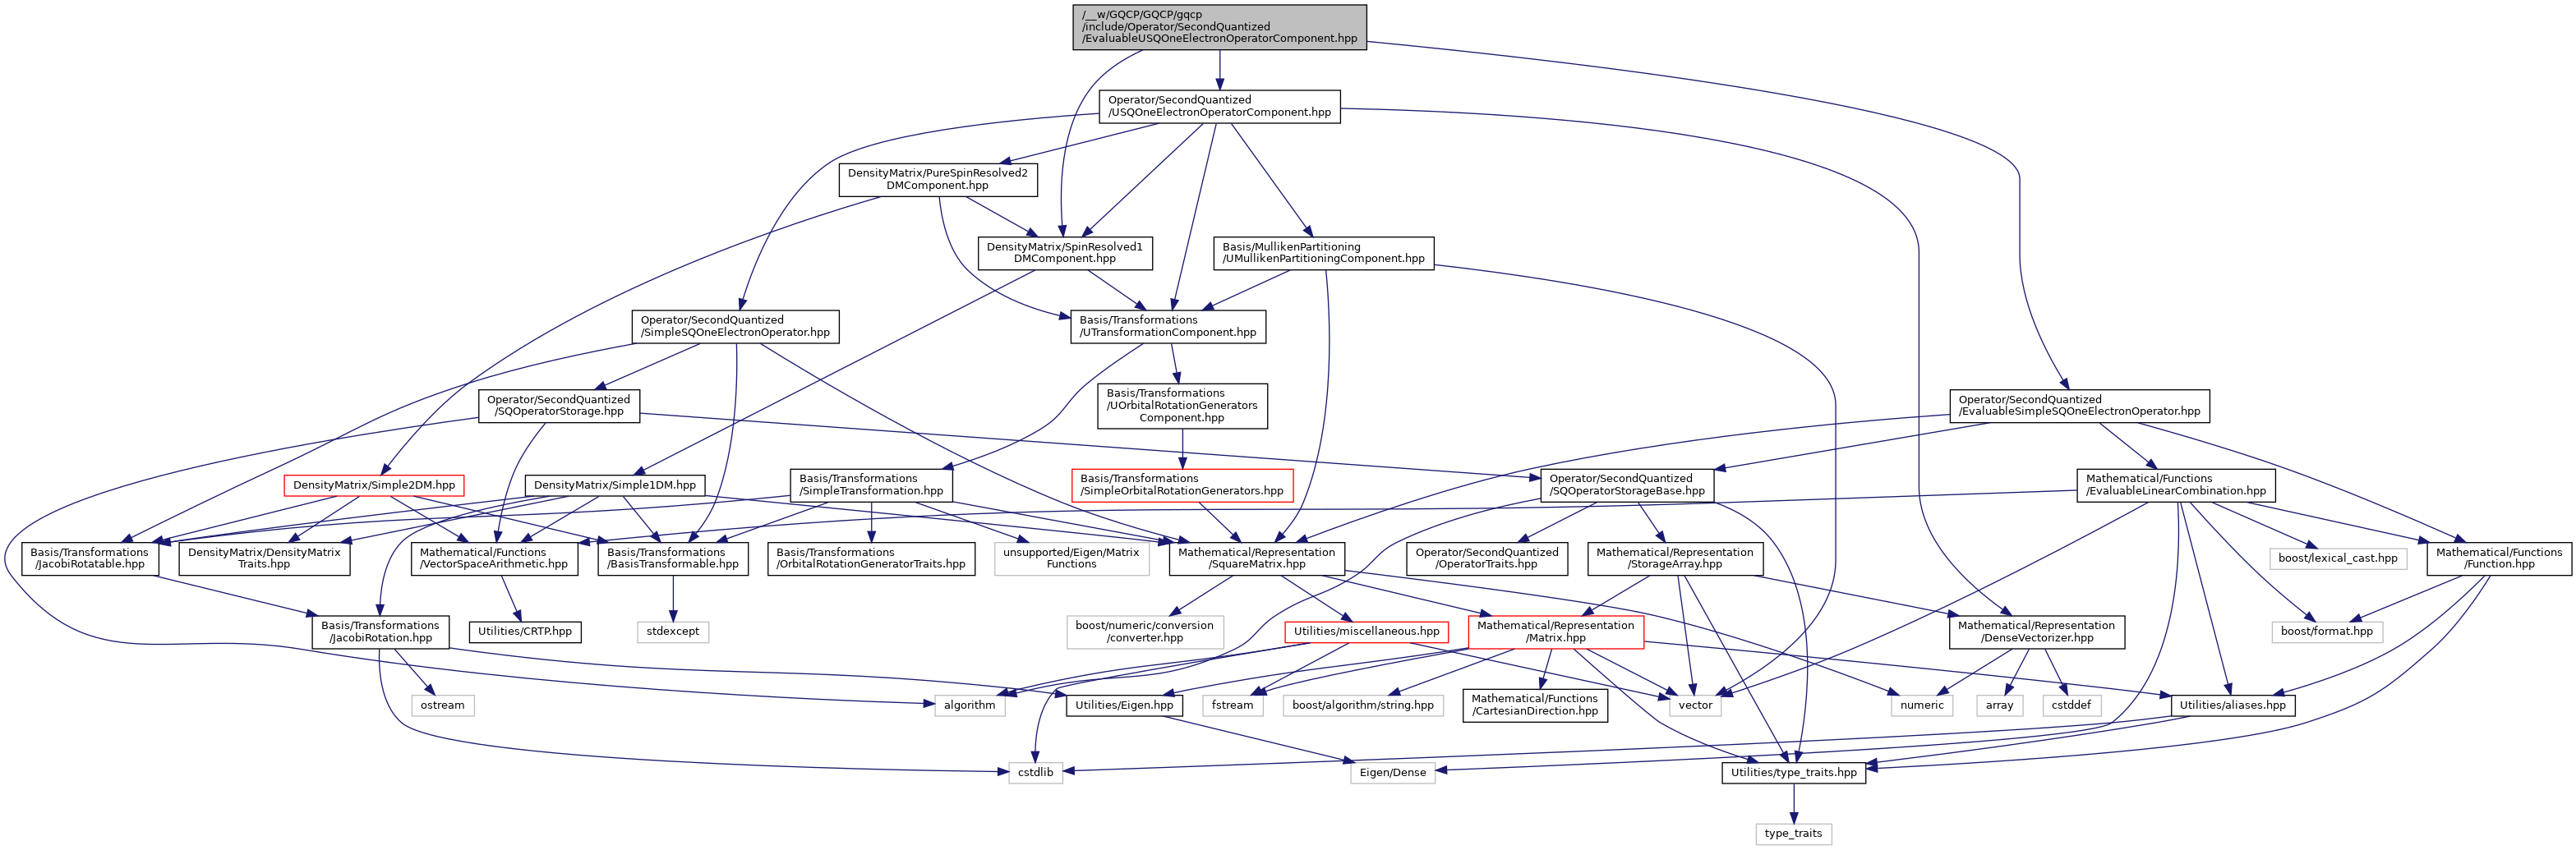 /__w/GQCP/GQCP/gqcp
/include/Operator/SecondQuantized
/EvaluableUSQOneElectronOperatorComponent.hpp
Operator/SecondQuantized
/USQOneElectronOperatorComponent.hpp
DensityMatrix/PureSpinResolved2
DMComponent.hpp
DensityMatrix/SpinResolved1
DMComponent.hpp
Basis/MullikenPartitioning
/UMullikenPartitioningComponent.hpp
Operator/SecondQuantized
/SimpleSQOneElectronOperator.hpp
Basis/Transformations
/UTransformationComponent.hpp
Operator/SecondQuantized
/SQOperatorStorage.hpp
Basis/Transformations
/UOrbitalRotationGenerators
Component.hpp
Operator/SecondQuantized
/EvaluableSimpleSQOneElectronOperator.hpp
DensityMatrix/Simple2DM.hpp
DensityMatrix/Simple1DM.hpp
Basis/Transformations
/SimpleTransformation.hpp
Basis/Transformations
/SimpleOrbitalRotationGenerators.hpp
Operator/SecondQuantized
/SQOperatorStorageBase.hpp
Mathematical/Functions
/EvaluableLinearCombination.hpp
Basis/Transformations
/JacobiRotatable.hpp
DensityMatrix/DensityMatrix
Traits.hpp
Mathematical/Functions
/VectorSpaceArithmetic.hpp
Basis/Transformations
/BasisTransformable.hpp
Basis/Transformations
/OrbitalRotationGeneratorTraits.hpp
unsupported/Eigen/Matrix
Functions
Mathematical/Representation
/SquareMatrix.hpp
Operator/SecondQuantized
/OperatorTraits.hpp
Mathematical/Representation
/StorageArray.hpp
boost/lexical_cast.hpp
Mathematical/Functions
/Function.hpp
Basis/Transformations
/JacobiRotation.hpp
Utilities/CRTP.hpp
stdexcept
boost/numeric/conversion
/converter.hpp
Utilities/miscellaneous.hpp
Mathematical/Representation
/Matrix.hpp
Mathematical/Representation
/DenseVectorizer.hpp
boost/format.hpp
ostream
algorithm
Utilities/Eigen.hpp
fstream
boost/algorithm/string.hpp
Mathematical/Functions
/CartesianDirection.hpp
vector
numeric
array
cstddef
Utilities/aliases.hpp
cstdlib
Eigen/Dense
Utilities/type_traits.hpp
type_traits